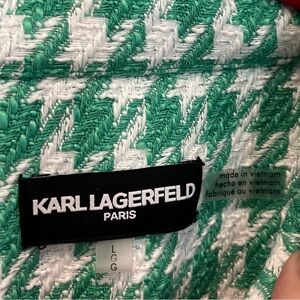 KARL LAGERFELD
PARIS
made in vietnam
hecho en vietnam
fabriqué au vietnam
L
G
G